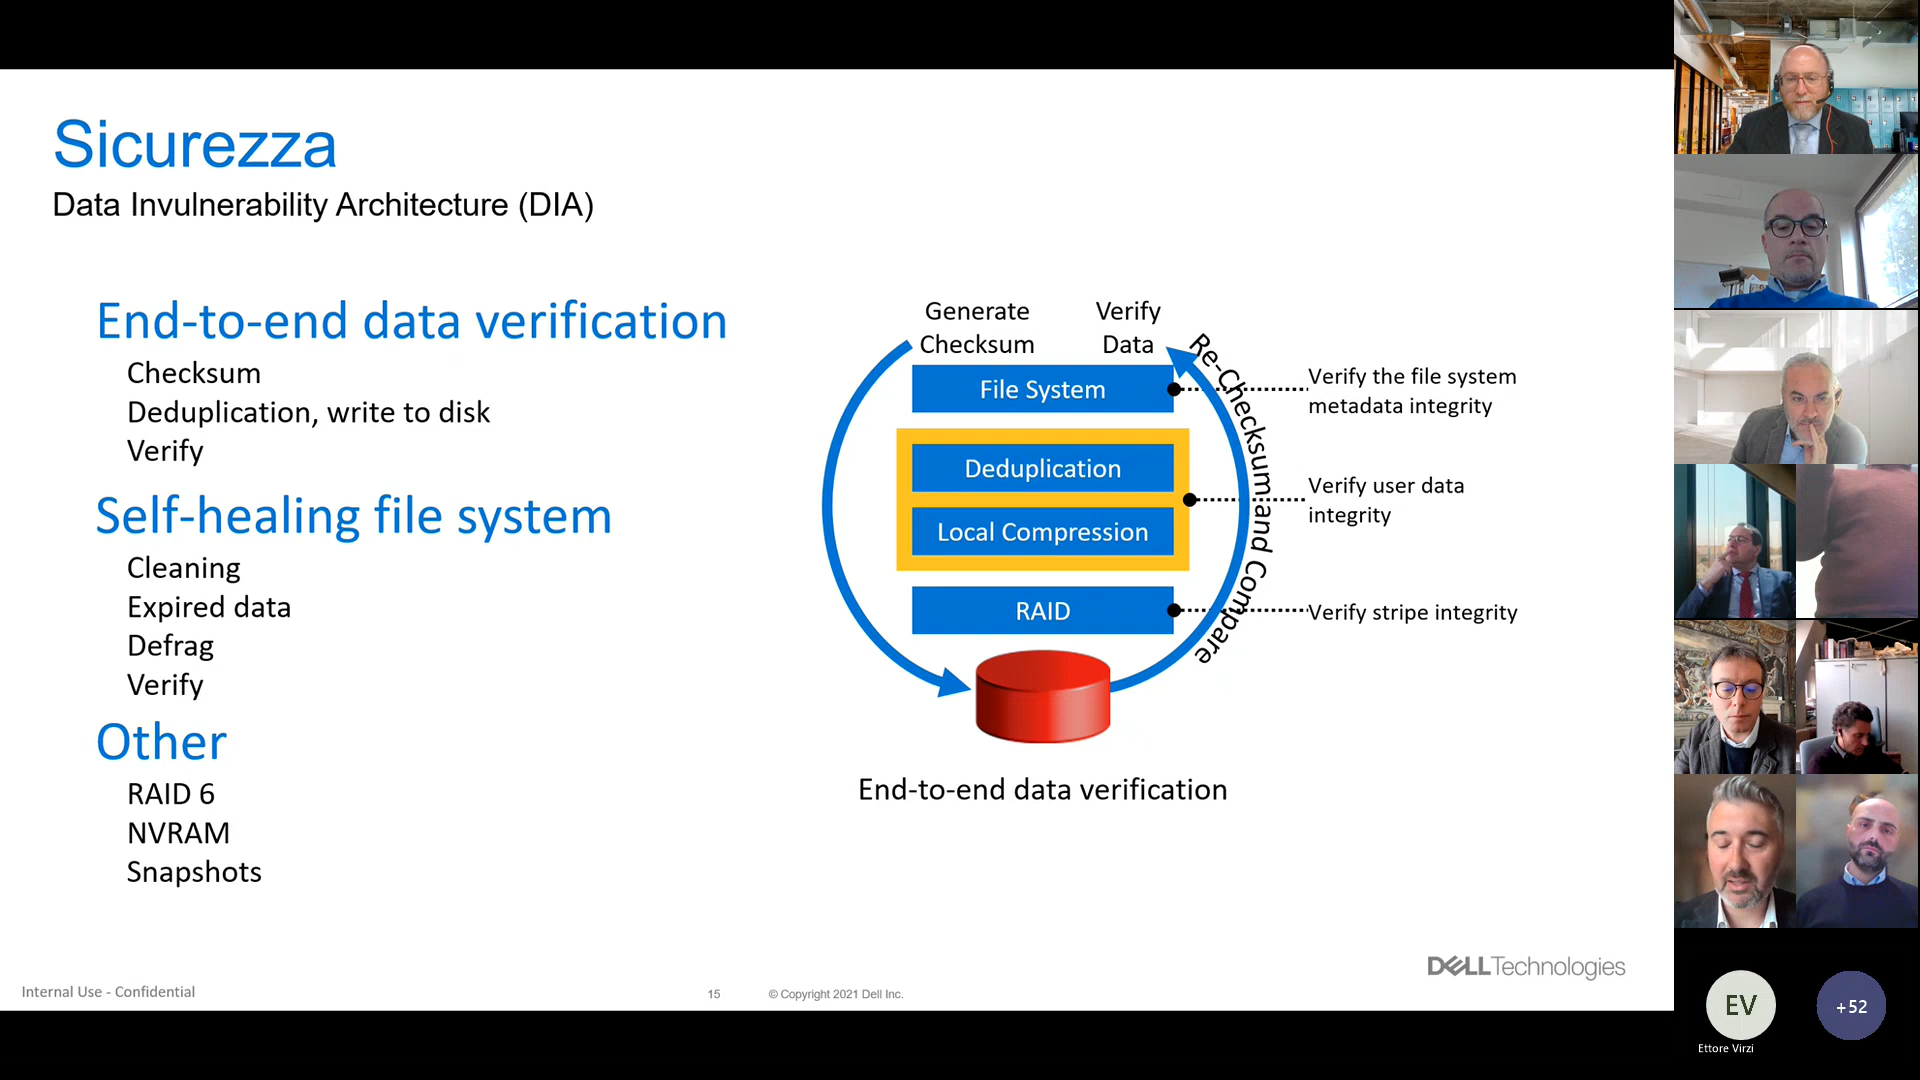 Sicurezza
Data Invulnerability Architecture (DIA)
End-to-end data verification
Checksum
Deduplication, write to disk
Verify
Self-healing file system
Cleaning
Expired data
Defrag
Verify
Other
RAID 6
NVRAM
Snapshots
Generate
Checksum
Verify
Data
File System
Deduplication
Local Compression
RAID
Re-Checksum and Compare
Verify the file system
metadata integrity
Verify user data
integrity
Verify stripe integrity
End-to-end data verification
DELL Technologies
Internal Use - Confidential
15
© Copyright 2021 Dell Inc.
EV
Ettore Virzi
+52